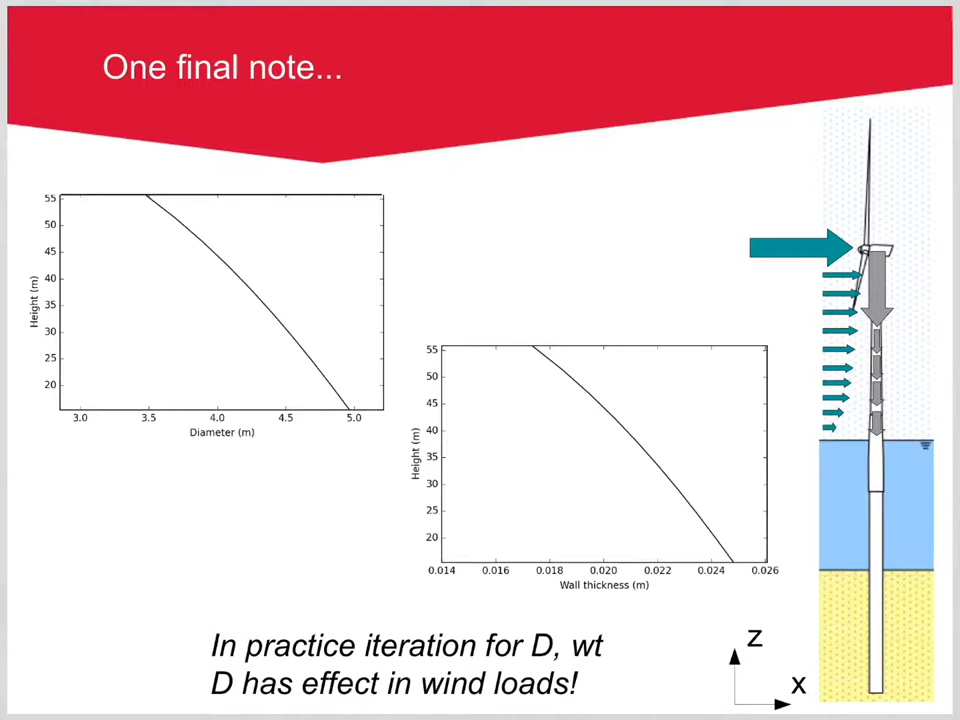 One final note...
55
50
45
40
35
30
25
20
Height (m)
3.0 3.5 4.0 4.5 5.0
Diameter (m)
55
50
45
40
35
30
25
20
Height (m)
0.014 0.016 0.018 0.020 0.022 0.024 0.026
Wall thickness (m)
In practice iteration for D, wt
D has effect in wind loads!
z
x